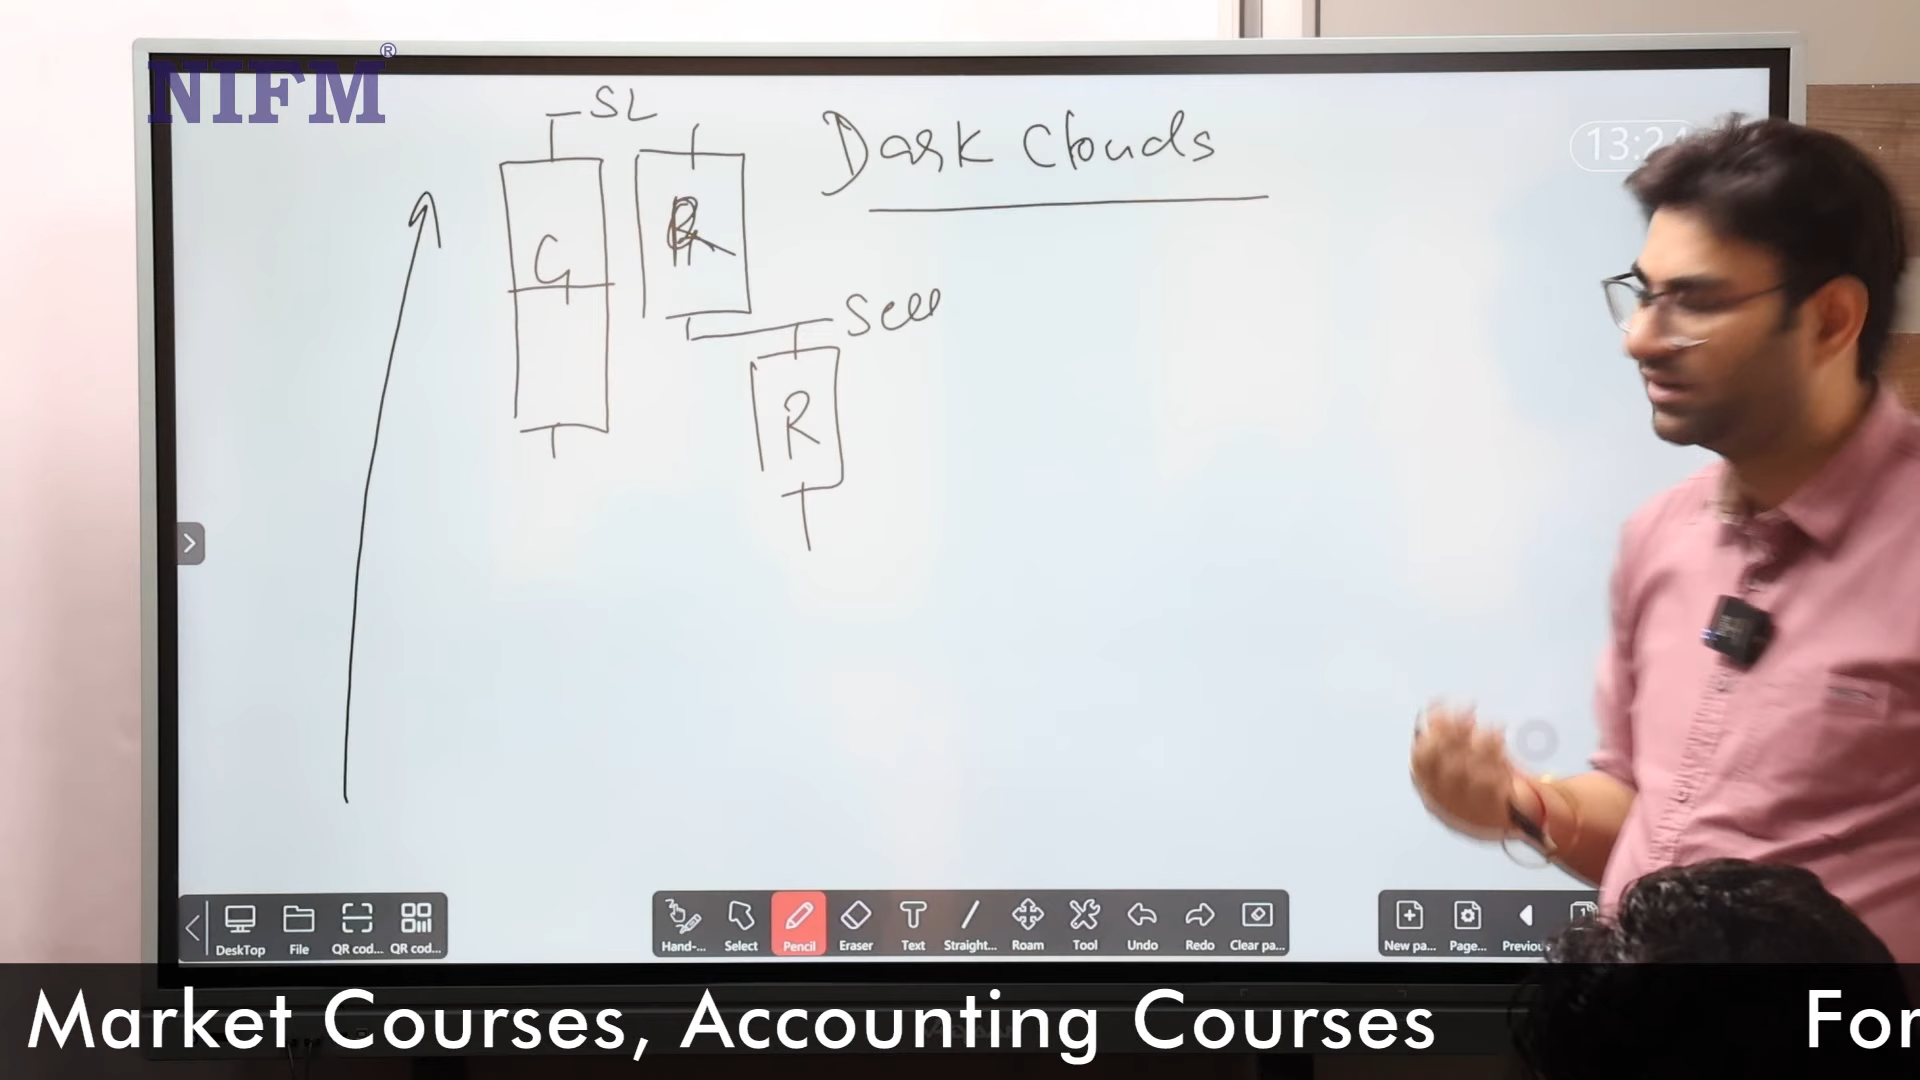 NIFM®
SL
Dark Clouds
13:2
G
R
Sell
R
DeskTop
File
QR cod...
QR cod...
Hand-...
Select
Pencil
Eraser
Text
Straight...
Roam
Tool
Undo
Redo
Clear pa...
New pa...
Page...
Previou
Market Courses, Accounting Courses
For